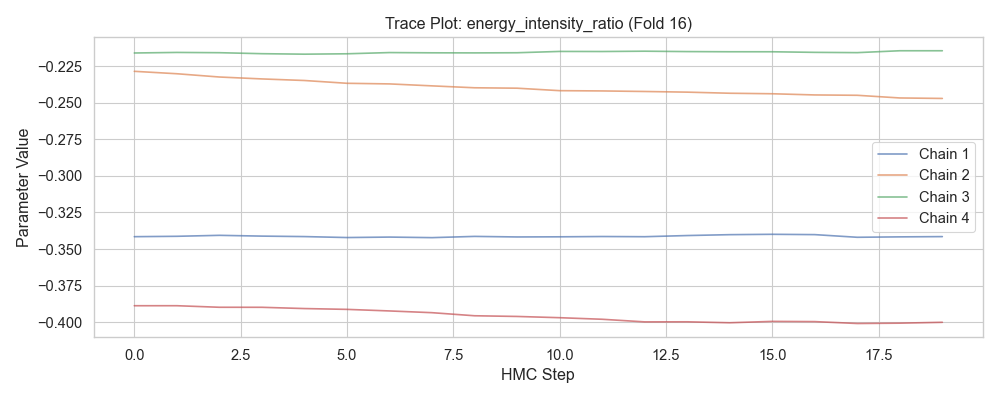 Trace Plot: energy_intensity_ratio (Fold 16)
Parameter Value
−0.225
−0.250
−0.275
−0.300
−0.325
−0.350
−0.375
−0.400
Chain 1
Chain 2
Chain 3
Chain 4
0.0 2.5 5.0 7.5 10.0 12.5 15.0 17.5
HMC Step